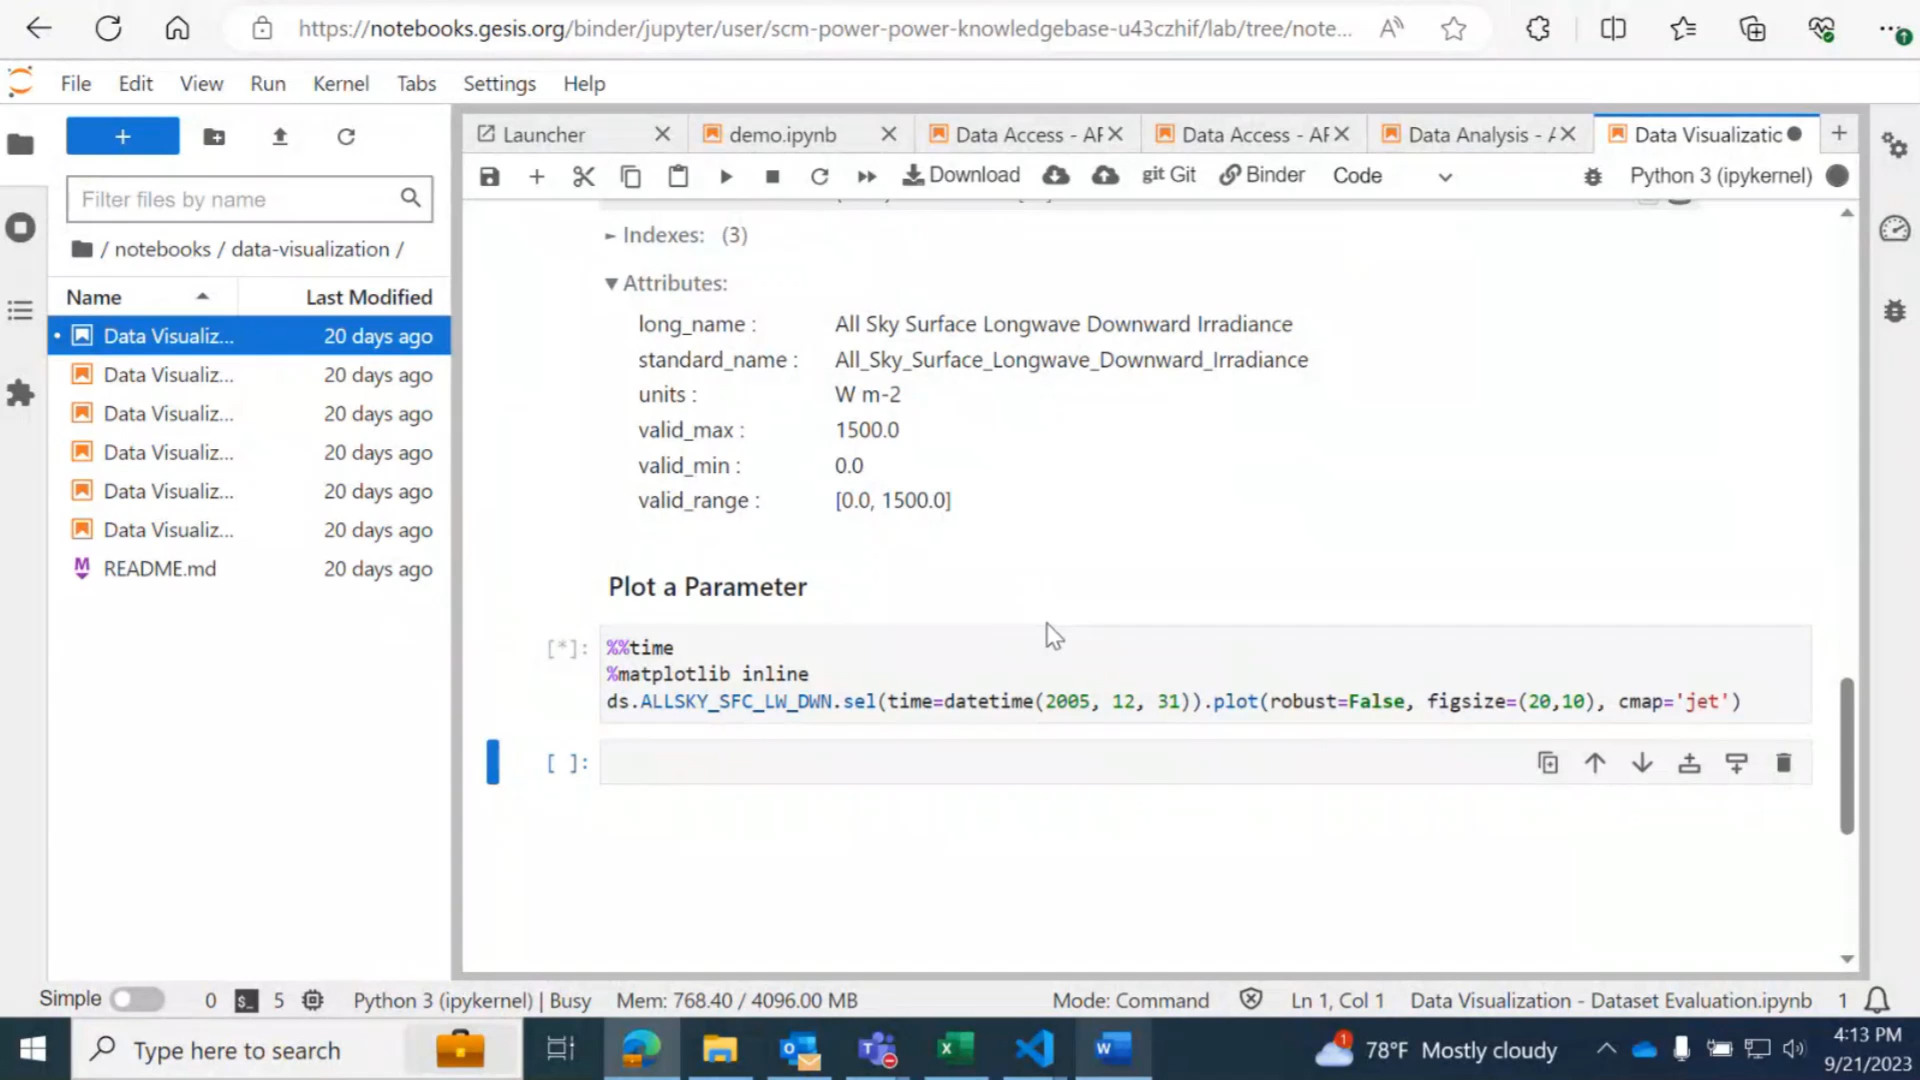 https://notebooks.gesis.org/binder/jupyter/user/scm-power-power-knowledgebase-u43czhif/lab/tree/note...
File Edit View Run Kernel Tabs Settings Help
Launcher demo.ipynb Data Access - AF Data Access - AF Data Analysis - A Data Visualizatic
Download git Git Binder Code Python 3 (ipykernel)
Filter files by name
/ notebooks / data-visualization /
Name Last Modified
Data Visualiz... 20 days ago
Data Visualiz... 20 days ago
Data Visualiz... 20 days ago
Data Visualiz... 20 days ago
Data Visualiz... 20 days ago
Data Visualiz... 20 days ago
README.md 20 days ago
Indexes: (3)
Attributes:
long_name : All Sky Surface Longwave Downward Irradiance
standard_name : All_Sky_Surface_Longwave_Downward_Irradiance
units : W m-2
valid_max : 1500.0
valid_min : 0.0
valid_range : [0.0, 1500.0]
Plot a Parameter
[*]: %%time
%matplotlib inline
ds.ALLSKY_SFC_LW_DWN.sel(time=datetime(2005, 12, 31)).plot(robust=False, figsize=(20,10), cmap='jet')
[ ]:
Simple 0 5 Python 3 (ipykernel) | Busy Mem: 768.40 / 4096.00 MB Mode: Command Ln 1, Col 1 Data Visualization - Dataset Evaluation.ipynb 1
Type here to search 78°F Mostly cloudy 4:13 PM
9/21/2023